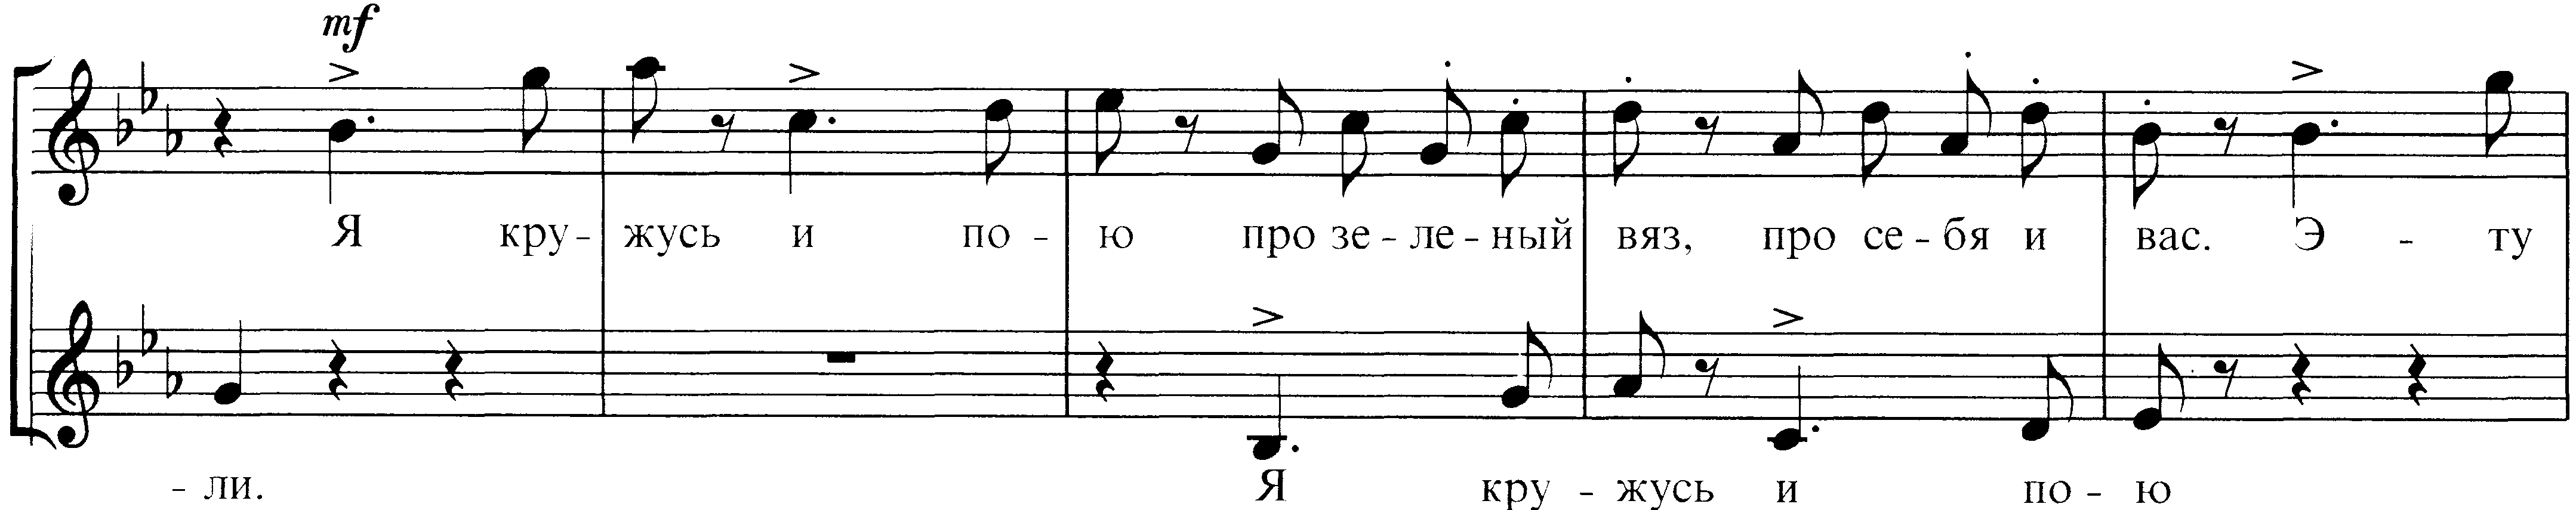 mf
Я кру- жусь и по- ю про зе-ле-ный вяз, про се-бя и вас. Э - ту
- ли. Я кру - жусь и по- ю